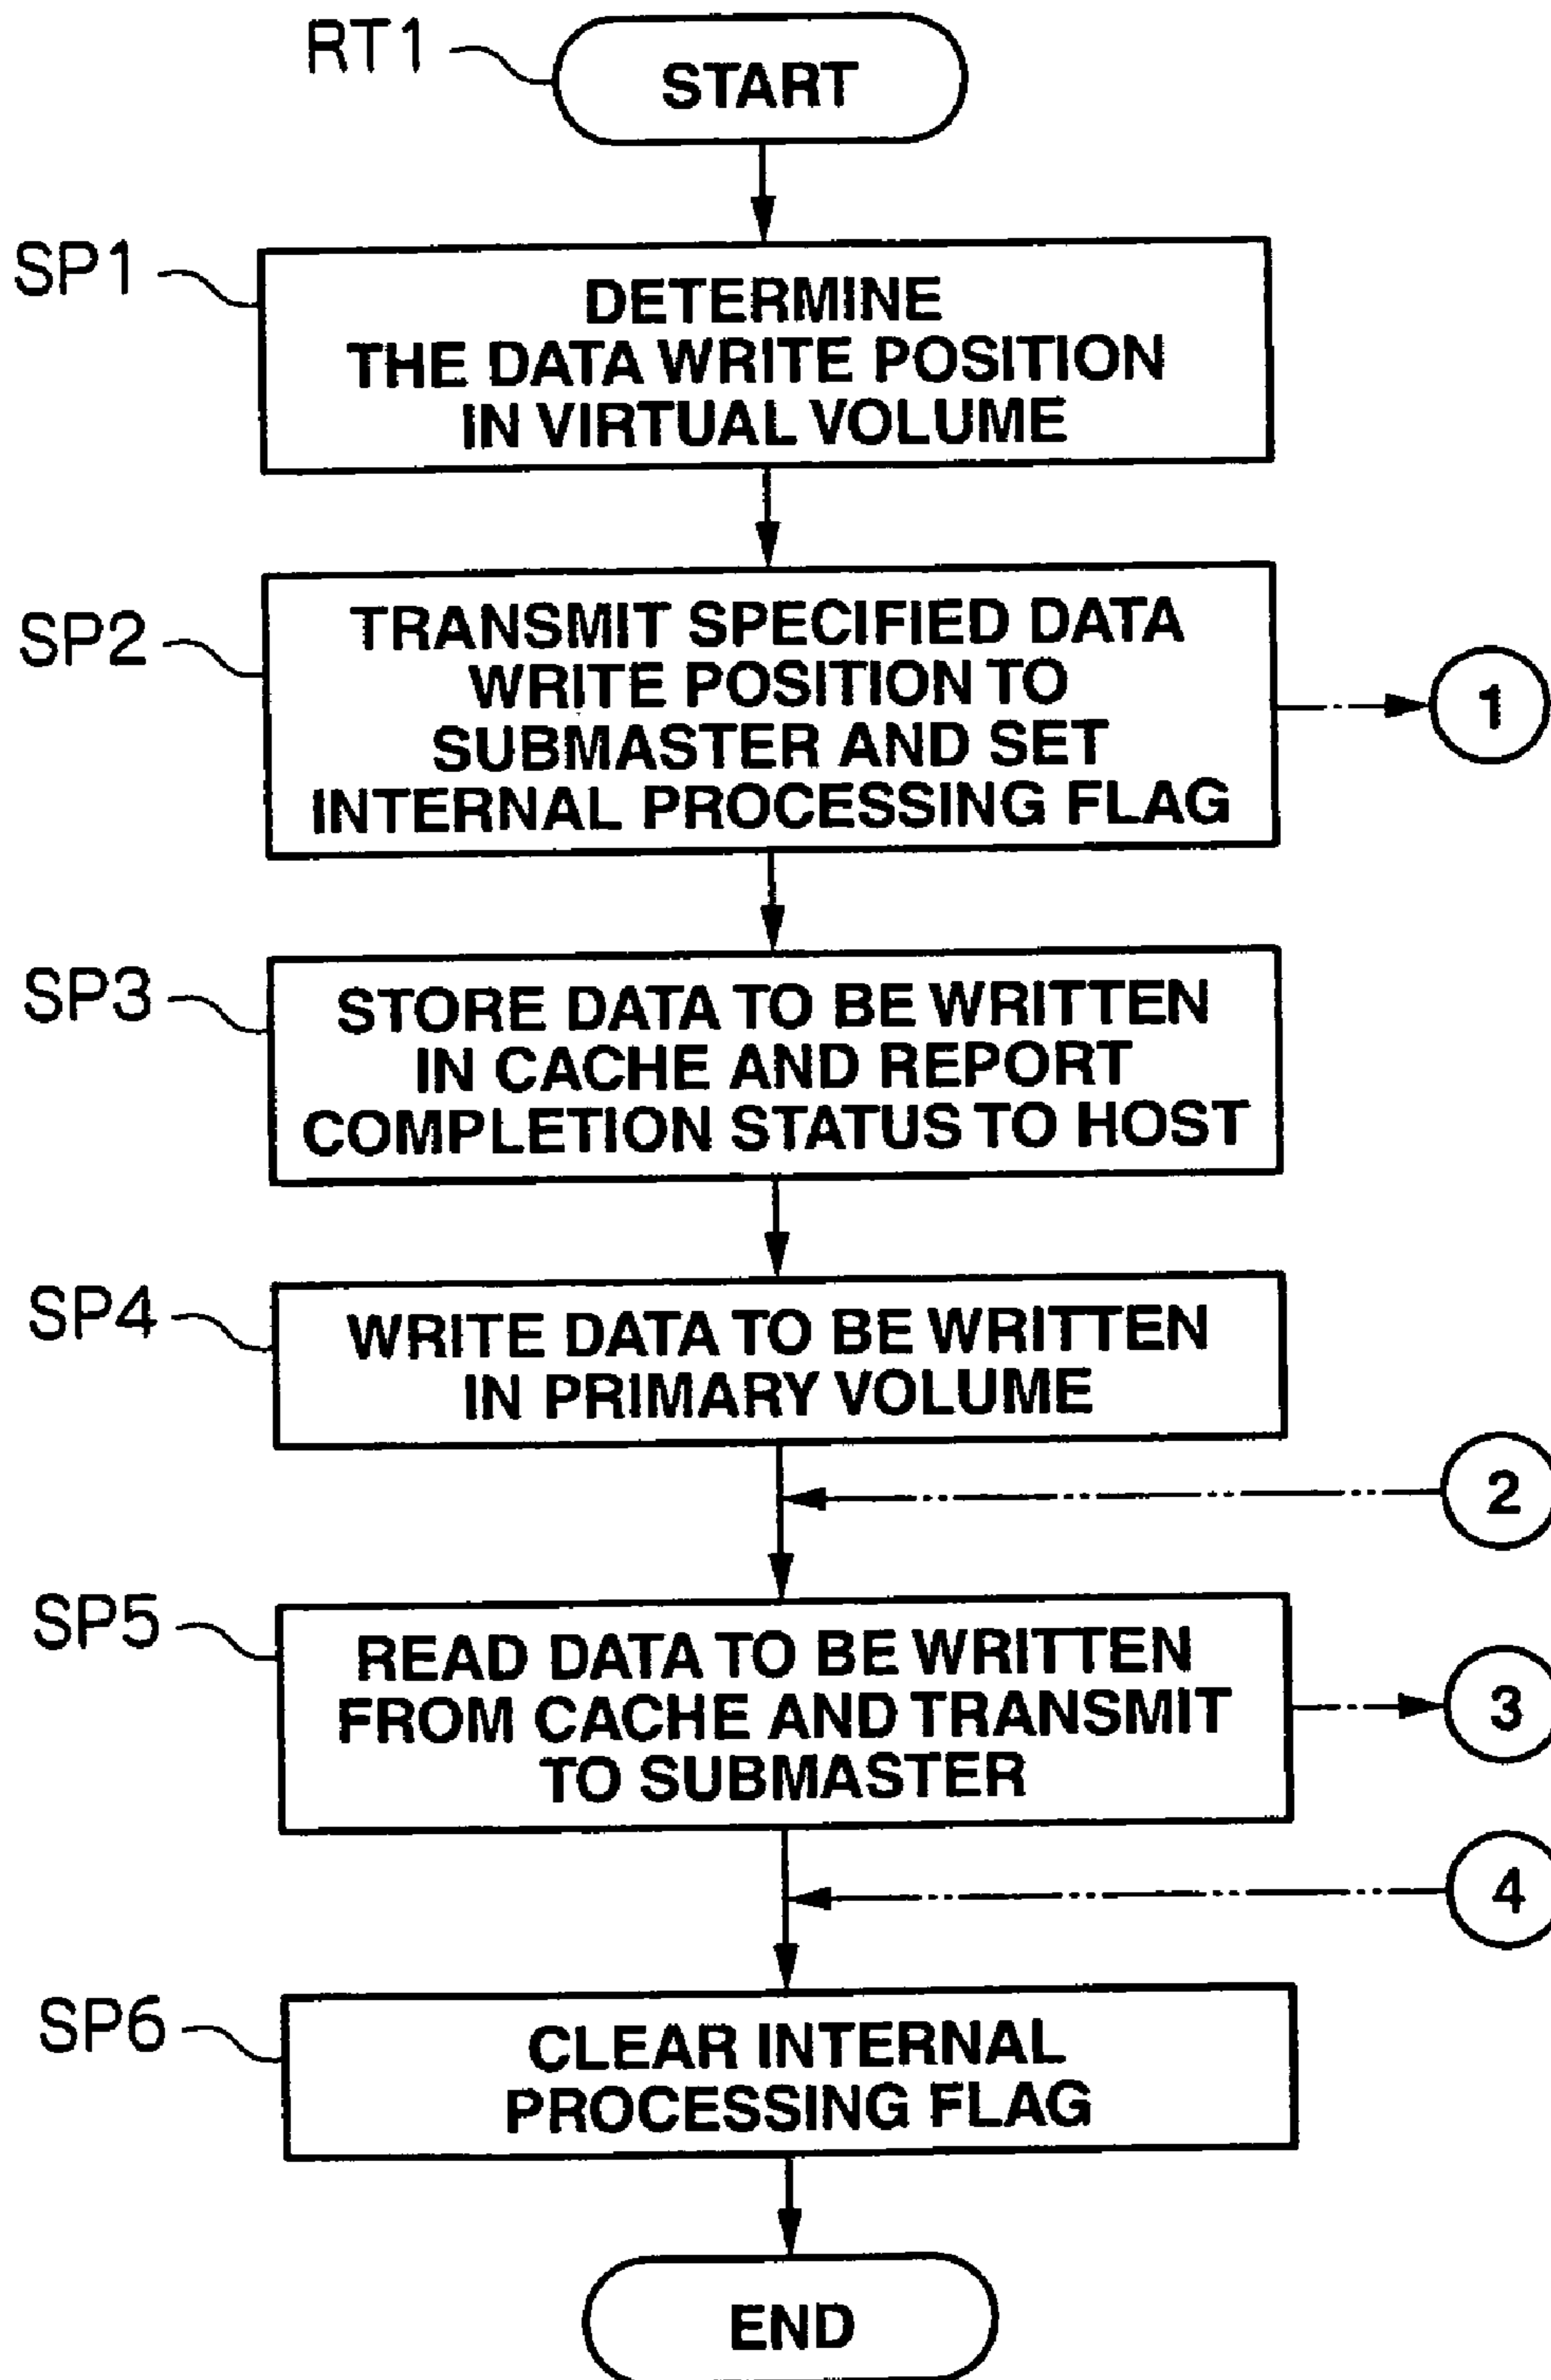 RT1
START
SP1
DETERMINE
THE DATA WRITE POSITION
IN VIRTUAL VOLUME
SP2
TRANSMIT SPECIFIED DATA
WRITE POSITION TO
SUBMASTER AND SET
INTERNAL PROCESSING FLAG
1
SP3
STORE DATA TO BE WRITTEN
IN CACHE AND REPORT
COMPLETION STATUS TO HOST
SP4
WRITE DATA TO BE WRITTEN
IN PRIMARY VOLUME
2
SP5
READ DATA TO BE WRITTEN
FROM CACHE AND TRANSMIT
TO SUBMASTER
3
4
SP6
CLEAR INTERNAL
PROCESSING FLAG
END